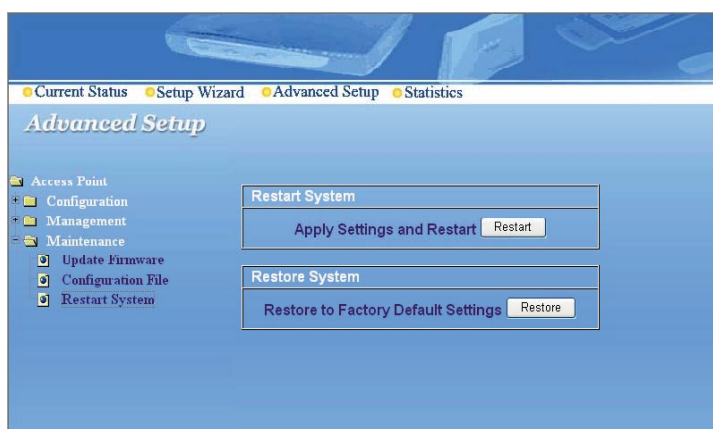 Current Status Setup Wizard Advanced Setup Statistics
Advanced Setup
Access Point
Configuration
Management
Maintenance
Update Firmware
Configuration File
Restart System
Restart System
Apply Settings and Restart Restart
Restore System
Restore to Factory Default Settings Restore